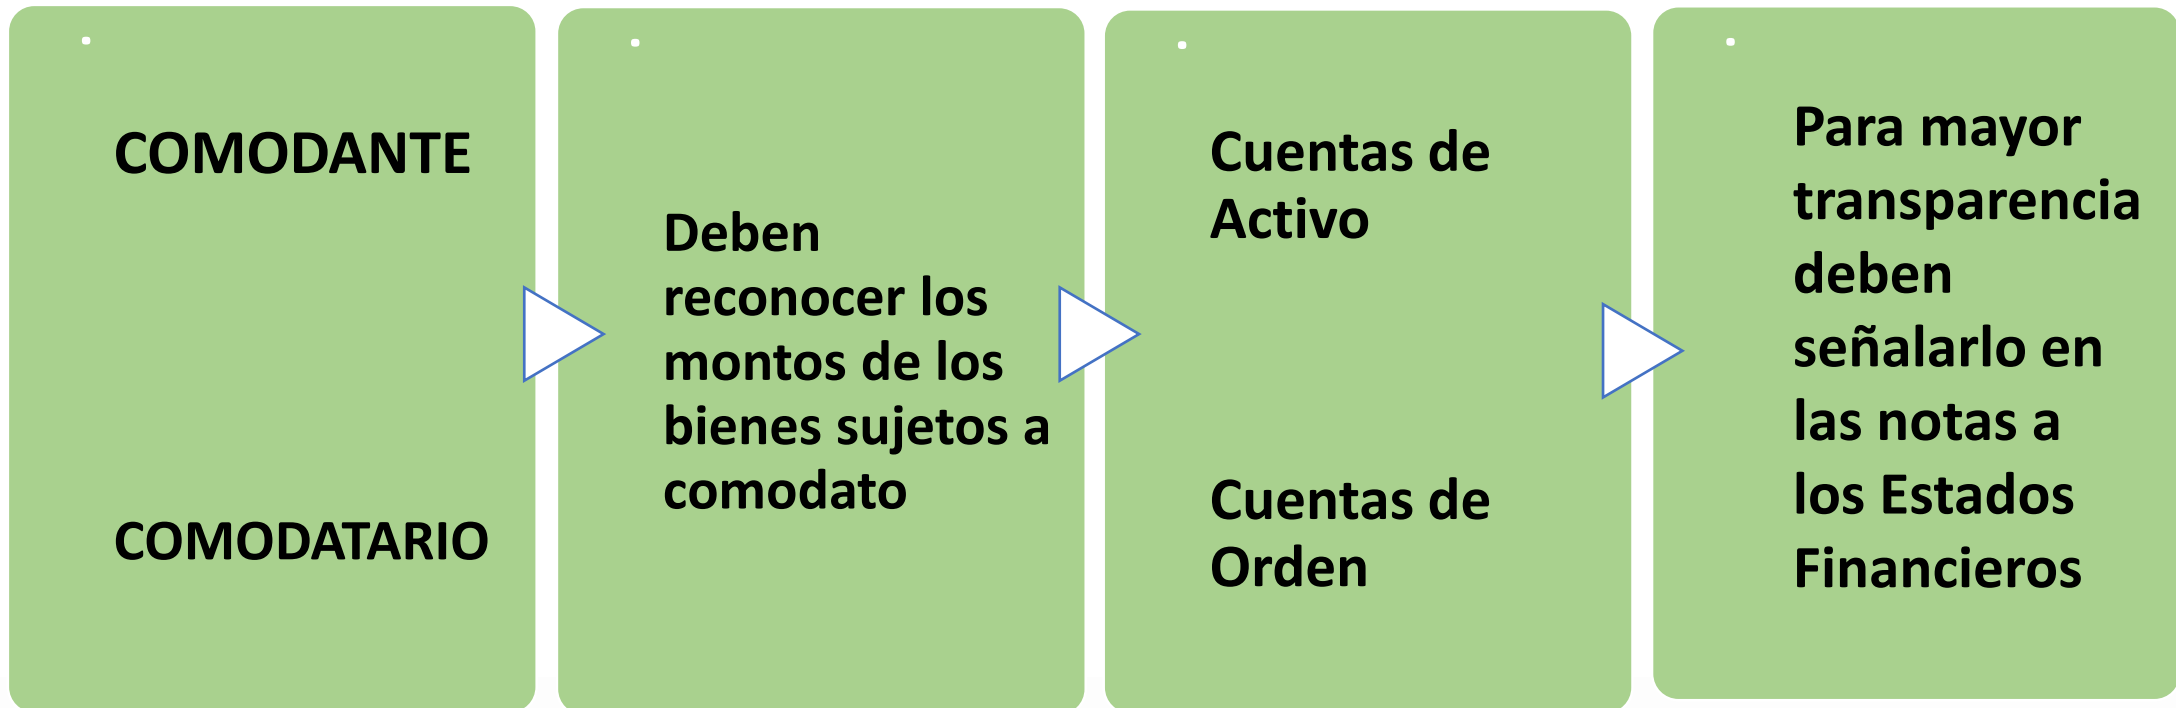 COMODANTE
COMODATARIO
Deben
reconocer los
montos de los
bienes sujetos a
comodato
Cuentas de
Activo
Cuentas de
Orden
Para mayor
transparencia
deben
señalarlo en
las notas a
los Estados
Financieros